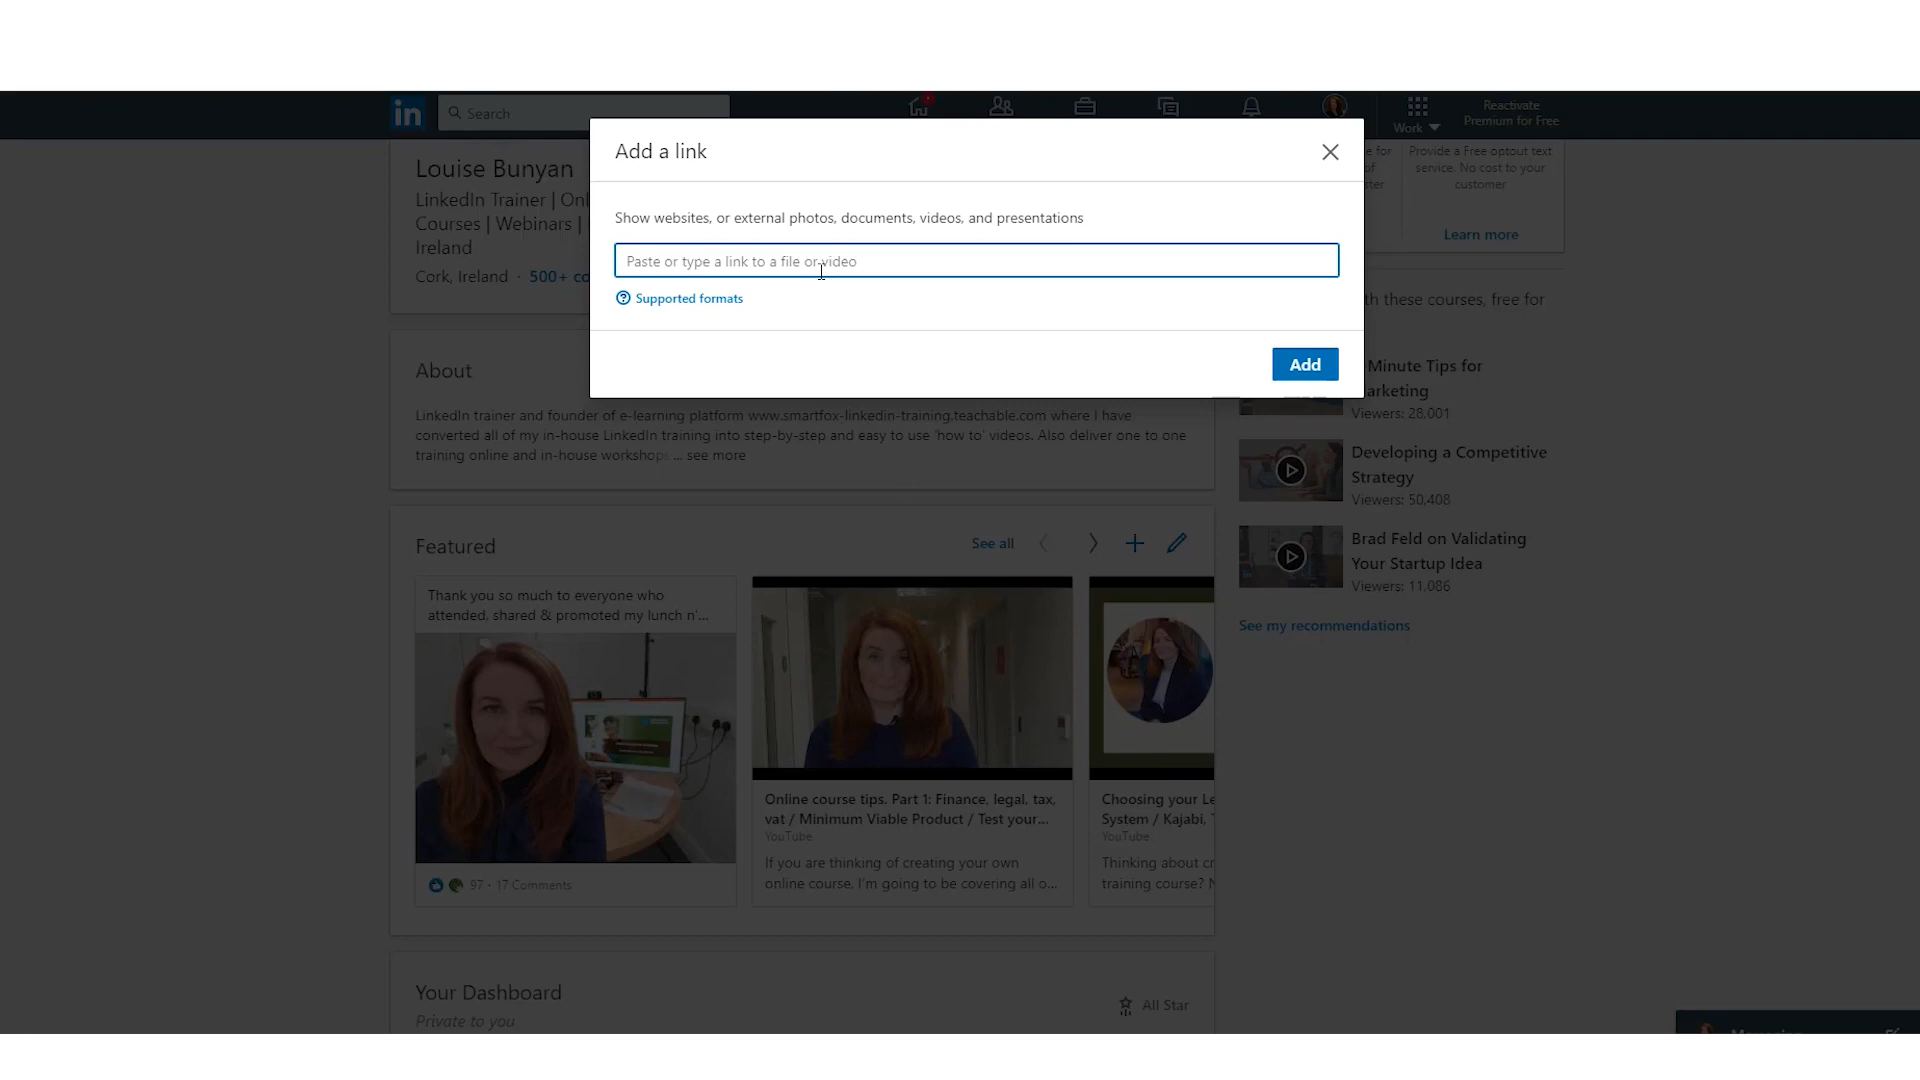 in
Search
Work
Reactivate
Premium for Free
Add a link
Show websites, or external photos, documents, videos, and presentations
Paste or type a link to a file or video
Supported formats
Add
Louise Bunyan
LinkedIn Trainer | Onl
Courses | Webinars |
Ireland
Cork, Ireland · 500+ co
e for
of
ster
Provide a Free optout text
service. No cost to your
customer
Learn more
th these courses, free for
About
LinkedIn trainer and founder of e-learning platform www.smartfox-linkedin-training.teachable.com where I have
converted all of my in-house LinkedIn training into step-by-step and easy to use 'how to' videos. Also deliver one to one
training online and in-house workshops ... see more
Minute Tips for
arketing
Viewers: 28,001
Developing a Competitive
Strategy
Viewers: 50,408
Brad Feld on Validating
Your Startup Idea
Viewers: 11,086
See my recommendations
Featured
See all
Thank you so much to everyone who
attended, shared & promoted my lunch n'...
97 · 17 Comments
Online course tips. Part 1: Finance, legal, tax,
vat / Minimum Viable Product / Test your...
YouTube
If you are thinking of creating your own
online course, I'm going to be covering all o...
Choosing your Le
System / Kajabi, T
YouTube
Thinking about cr
training course? N
Your Dashboard
Private to you
All Star